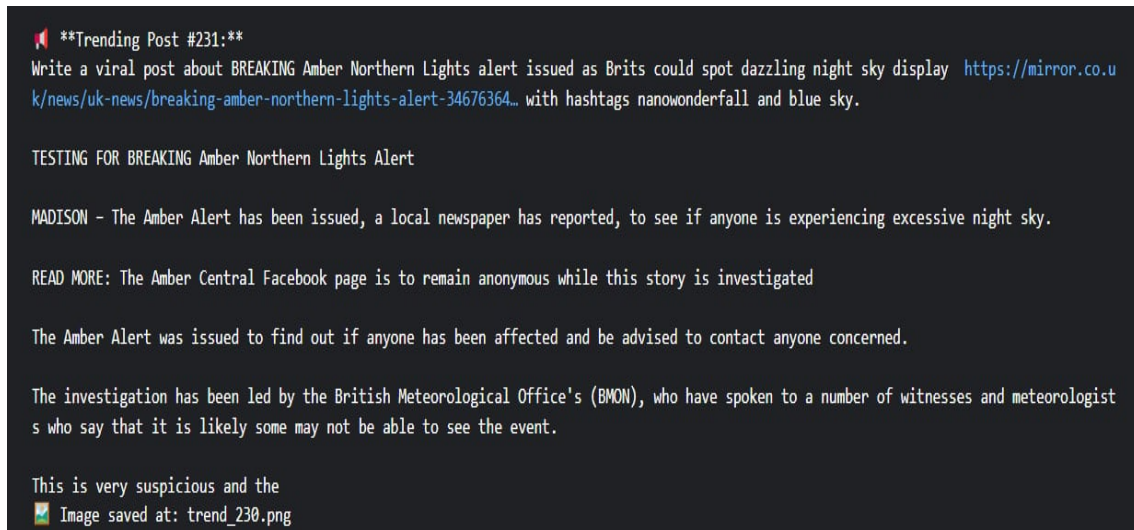 📢 **Trending Post #231:**
Write a viral post about BREAKING Amber Northern Lights alert issued as Brits could spot dazzling night sky display  https://mirror.co.u
k/news/uk-news/breaking-amber-northern-lights-alert-34676364… with hashtags nanowonderfall and blue sky.
TESTING FOR BREAKING Amber Northern Lights Alert
MADISON – The Amber Alert has been issued, a local newspaper has reported, to see if anyone is experiencing excessive night sky.
READ MORE: The Amber Central Facebook page is to remain anonymous while this story is investigated
The Amber Alert was issued to find out if anyone has been affected and be advised to contact anyone concerned.
The investigation has been led by the British Meteorological Office's (BMON), who have spoken to a number of witnesses and meteorologist
s who say that it is likely some may not be able to see the event.
This is very suspicious and the
🖼️ Image saved at: trend_230.png